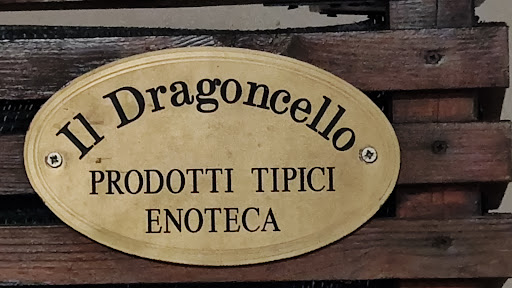 Il Dragoncello
PRODOTTI TIPICI
ENOTECA